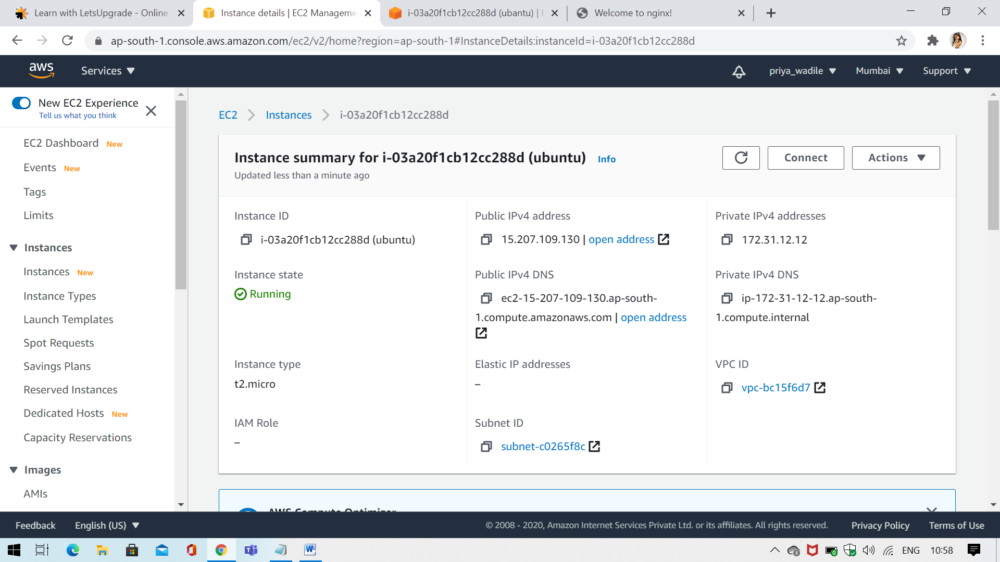 Learn with LetsUpgrade - Online
Instance details | EC2 Manageme
i-03a20f1cb12cc288d (ubantu) | E
Welcome to nginx!
ap-south-1.console.aws.amazon.com/ec2/v2/home?region=ap-south-1#InstanceDetails:instanceId=i-03a20f1cb12cc288d
aws
Services
priya_wadile
Mumbai
Support
New EC2 Experience
Tell us what you think
EC2 Dashboard New
Events New
Tags
Limits
Instances
Instances New
Instance Types
Launch Templates
Spot Requests
Savings Plans
Reserved Instances
Dedicated Hosts New
Capacity Reservations
Images
AMIs
EC2
Instances
i-03a20f1cb12cc288d
Instance summary for i-03a20f1cb12cc288d (ubuntu) Info
Updated less than a minute ago
Connect
Actions
Instance ID
i-03a20f1cb12cc288d (ubuntu)
Public IPv4 address
15.207.109.130 | open address
Private IPv4 addresses
172.31.12.12
Instance state
Running
Public IPv4 DNS
ec2-15-207-109-130.ap-south-
1.compute.amazonaws.com | open address
Private IPv4 DNS
ip-172-31-12-12.ap-south-
1.compute.internal
Instance type
t2.micro
Elastic IP addresses
–
VPC ID
vpc-bc15f6d7
IAM Role
–
Subnet ID
subnet-c0265f8c
AWS Compute Optimizer
Feedback
English (US)
© 2008 - 2020, Amazon Internet Services Private Ltd. or its affiliates. All rights reserved.
Privacy Policy
Terms of Use
ENG
10:58